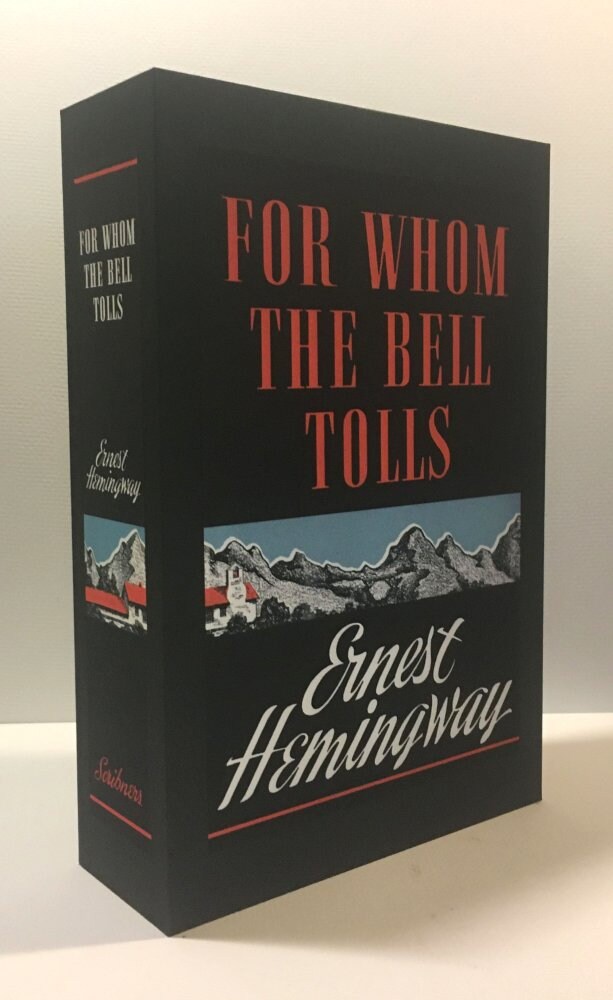 FOR WHOM
THE BELL
TOLLS
Ernest
Hemingway
Scribners
FOR WHOM
THE BELL
TOLLS
Ernest
Hemingway